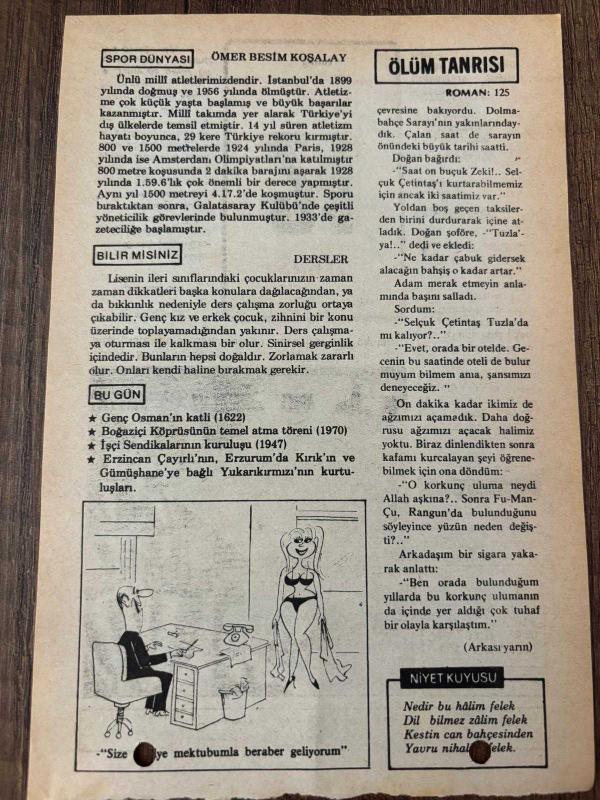 SPOR DÜNYASI
ÖMER BESİM KOŞALAY
Ünlü millî atletlerimizdendir. İstanbul'da 1899
yılında doğmuş ve 1956 yılında ölmüştür. Atletiz-
me çok küçük yaşta başlamış ve büyük başarılar
kazanmıştır. Millî takımda yer alarak Türkiye'yi
dış ülkelerde temsil etmiştir. 14 yıl süren atletizm
hayatı boyunca, 29 kere Türkiye rekoru kırmıştır.
800 ve 1500 metrelerde 1924 yılında Paris, 1928
yılında ise Amsterdam Olimpiyatları'na katılmıştır
800 metre koşusunda 2 dakika barajını aşarak 1928
yılında 1.59.6'lık çok önemli bir derece yapmıştır.
Aynı yıl 1500 metreyi 4.17.2'de koşmuştur. Sporu
bıraktıktan sonra, Galatasaray Kulübü'nde çeşitli
yöneticilik görevlerinde bulunmuştur. 1933'de ga-
zeteciliğe başlamıştır.
BİLİR MİSİNİZ
DERSLER
Lisenin ileri sınıflarındaki çocuklarınızın zaman
zaman dikkatleri başka konulara dağılacağından, ya
da bıkkınlık nedeniyle ders çalışma zorluğu ortaya
çıkabilir. Genç kız ve erkek çocuk, zihnini bir konu
üzerinde toplayamadığından yakınır. Ders çalışma-
ya oturması ile kalkması bir olur. Sinirsel gerginlik
içindedir. Bunların hepsi doğaldır. Zorlamak zararlı
olur. Onları kendi haline bırakmak gerekir.
BU GÜN
★ Genç Osman'ın katli (1622)
★ Boğaziçi Köprüsünün temel atma töreni (1970)
★ İşçi Sendikalarının kuruluşu (1947)
★ Erzincan Çayırlı'nın, Erzurum'da Kırık'ın ve
Gümüşhane'ye bağlı Yukarıkırmızı'nın kurtu-
luşları.
-"Size ye mektubumla beraber geliyorum"
ÖLÜM TANRISI
ROMAN: 125
çevresine bakıyordu. Dolma-
bahçe Sarayı'nın yakınlarınday-
dık. Çalan saat de sarayın
önündeki büyük tarihi saatti.
Doğan bağırdı:
-"Saat on buçuk Zeki!.. Sel-
çuk Çetintaş'ı kurtarabilmemiz
için ancak iki saatimiz var."
Yoldan boş geçen taksiler-
den birini durdurarak içine at-
ladık. Doğan şoföre, -"Tuzla'-
ya!.." dedi ve ekledi:
-"Ne kadar çabuk gidersek
alacağın bahşiş o kadar artar."
Adam merak etmeyin anla-
mında başını salladı.
Sordum:
-"Selçuk Çetintaş Tuzla'da
mı kalıyor?.."
-"Evet, orada bir otelde. Ge-
cenin bu saatinde oteli de bulur
muyum bilmem ama, şansımızı
deneyeceğiz. "
On dakika kadar ikimiz de
ağzımızı açamadık. Daha doğ-
rusu ağzımızı açacak halimiz
yoktu. Biraz dinlendikten sonra
kafamı kurcalayan şeyi öğrene-
bilmek için ona döndüm:
-"O korkunç uluma neydi
Allah aşkına?.. Sonra Fu-Man-
Çu, Rangun'da bulunduğunu
söyleyince yüzün neden değiş-
ti?.."
Arkadaşım bir sigara yaka-
rak anlattı:
-"Ben orada bulunduğum
yıllarda bu korkunç ulumanın
da içinde yer aldığı çok tuhaf
bir olayla karşılaştım."
(Arkası yarın)
NİYET KUYUSU
Nedir bu hâlim felek
Dil bilmez zâlim felek
Kestin can bahçesinden
Yavru nihal felek.